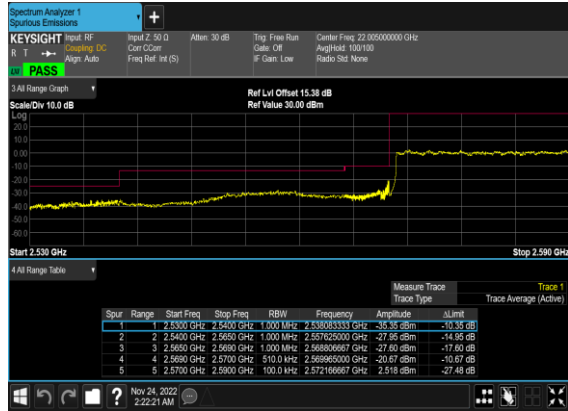 Spectrum Analyzer 1
Spurious Emissions
+
KEYSIGHT Input: RF Input Z: 50 Ω Atten: 30 dB Trig: Free Run Center Freq: 22.005000000 GHz
R T Coupling: DC Corr CCorr Gate: Off Avg|Hold: 100/100
Align: Auto Freq Ref: Int (S) IF Gain: Low Radio Std: None
PASS
3 All Range Graph
Ref Lvl Offset 15.38 dB
Scale/Div 10.0 dB Ref Value 30.00 dBm
Log
20.0
10.0
0.00
-10.0
-20.0
-30.0
-40.0
-50.0
-60.0
Start 2.530 GHz Stop 2.590 GHz
4 All Range Table
Measure Trace Trace 1
Trace Type Trace Average (Active)
Spur Range Start Freq Stop Freq RBW Frequency Amplitude ΔLimit
1 1 2.5300 GHz 2.5400 GHz 1.000 MHz 2.538083333 GHz -35.35 dBm -10.35 dB
2 2 2.5400 GHz 2.5650 GHz 1.000 MHz 2.557625000 GHz -27.95 dBm -14.95 dB
3 3 2.5650 GHz 2.5690 GHz 1.000 MHz 2.568806667 GHz -27.60 dBm -17.60 dB
4 4 2.5690 GHz 2.5700 GHz 510.0 kHz 2.569965000 GHz -20.67 dBm -10.67 dB
5 5 2.5700 GHz 2.5900 GHz 100.0 kHz 2.572166667 GHz 2.518 dBm -27.48 dB
?
Nov 24, 2022
2:22:21 AM